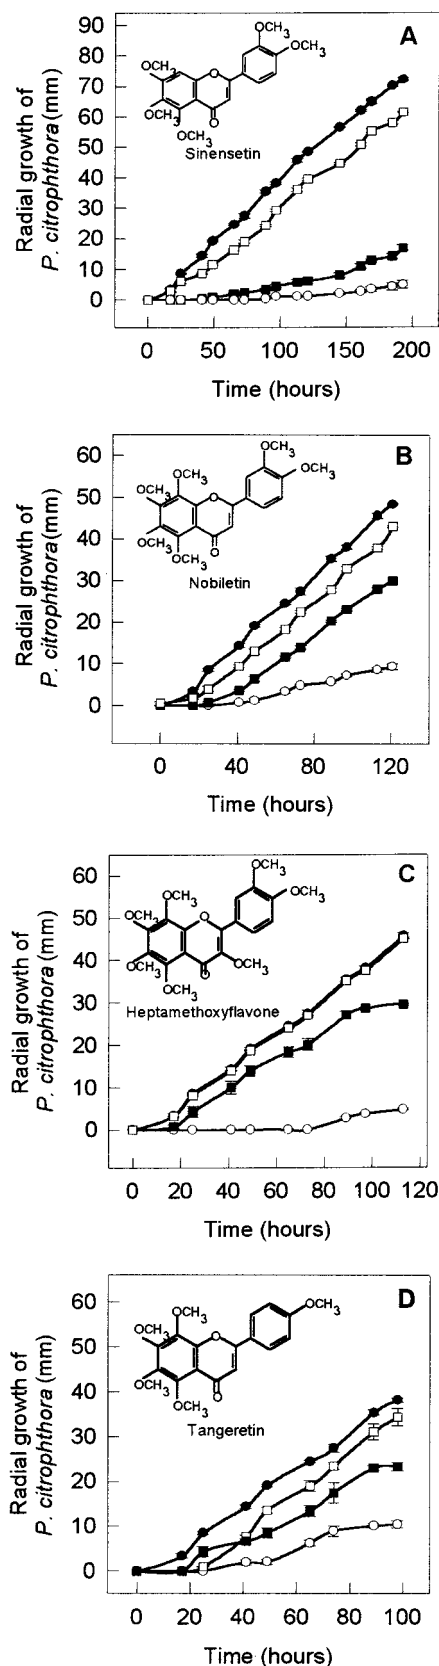 A
OCH3
OCH3
OCH3
OCH3
OCH3
O
O
Sinensetin
Radial growth of
P. citrophthora (mm)
90
80
70
60
50
40
30
20
10
0
0 50 100 150 200
Time (hours)
B
OCH3
OCH3
OCH3
OCH3
OCH3
OCH3
O
O
Nobiletin
Radial growth of
P. citrophthora (mm)
60
50
40
30
20
10
0
0 40 80 120
Time (hours)
C
OCH3
OCH3
OCH3
OCH3
OCH3
OCH3
OCH3
O
O
Heptamethoxyflavone
Radial growth of
P. citrophthora (mm)
60
50
40
30
20
10
0
0 20 40 60 80 100 120
Time (hours)
D
OCH3
OCH3
OCH3
OCH3
OCH3
O
O
Tangeretin
Radial growth of
P. citrophthora (mm)
60
50
40
30
20
10
0
0 20 40 60 80 100
Time (hours)